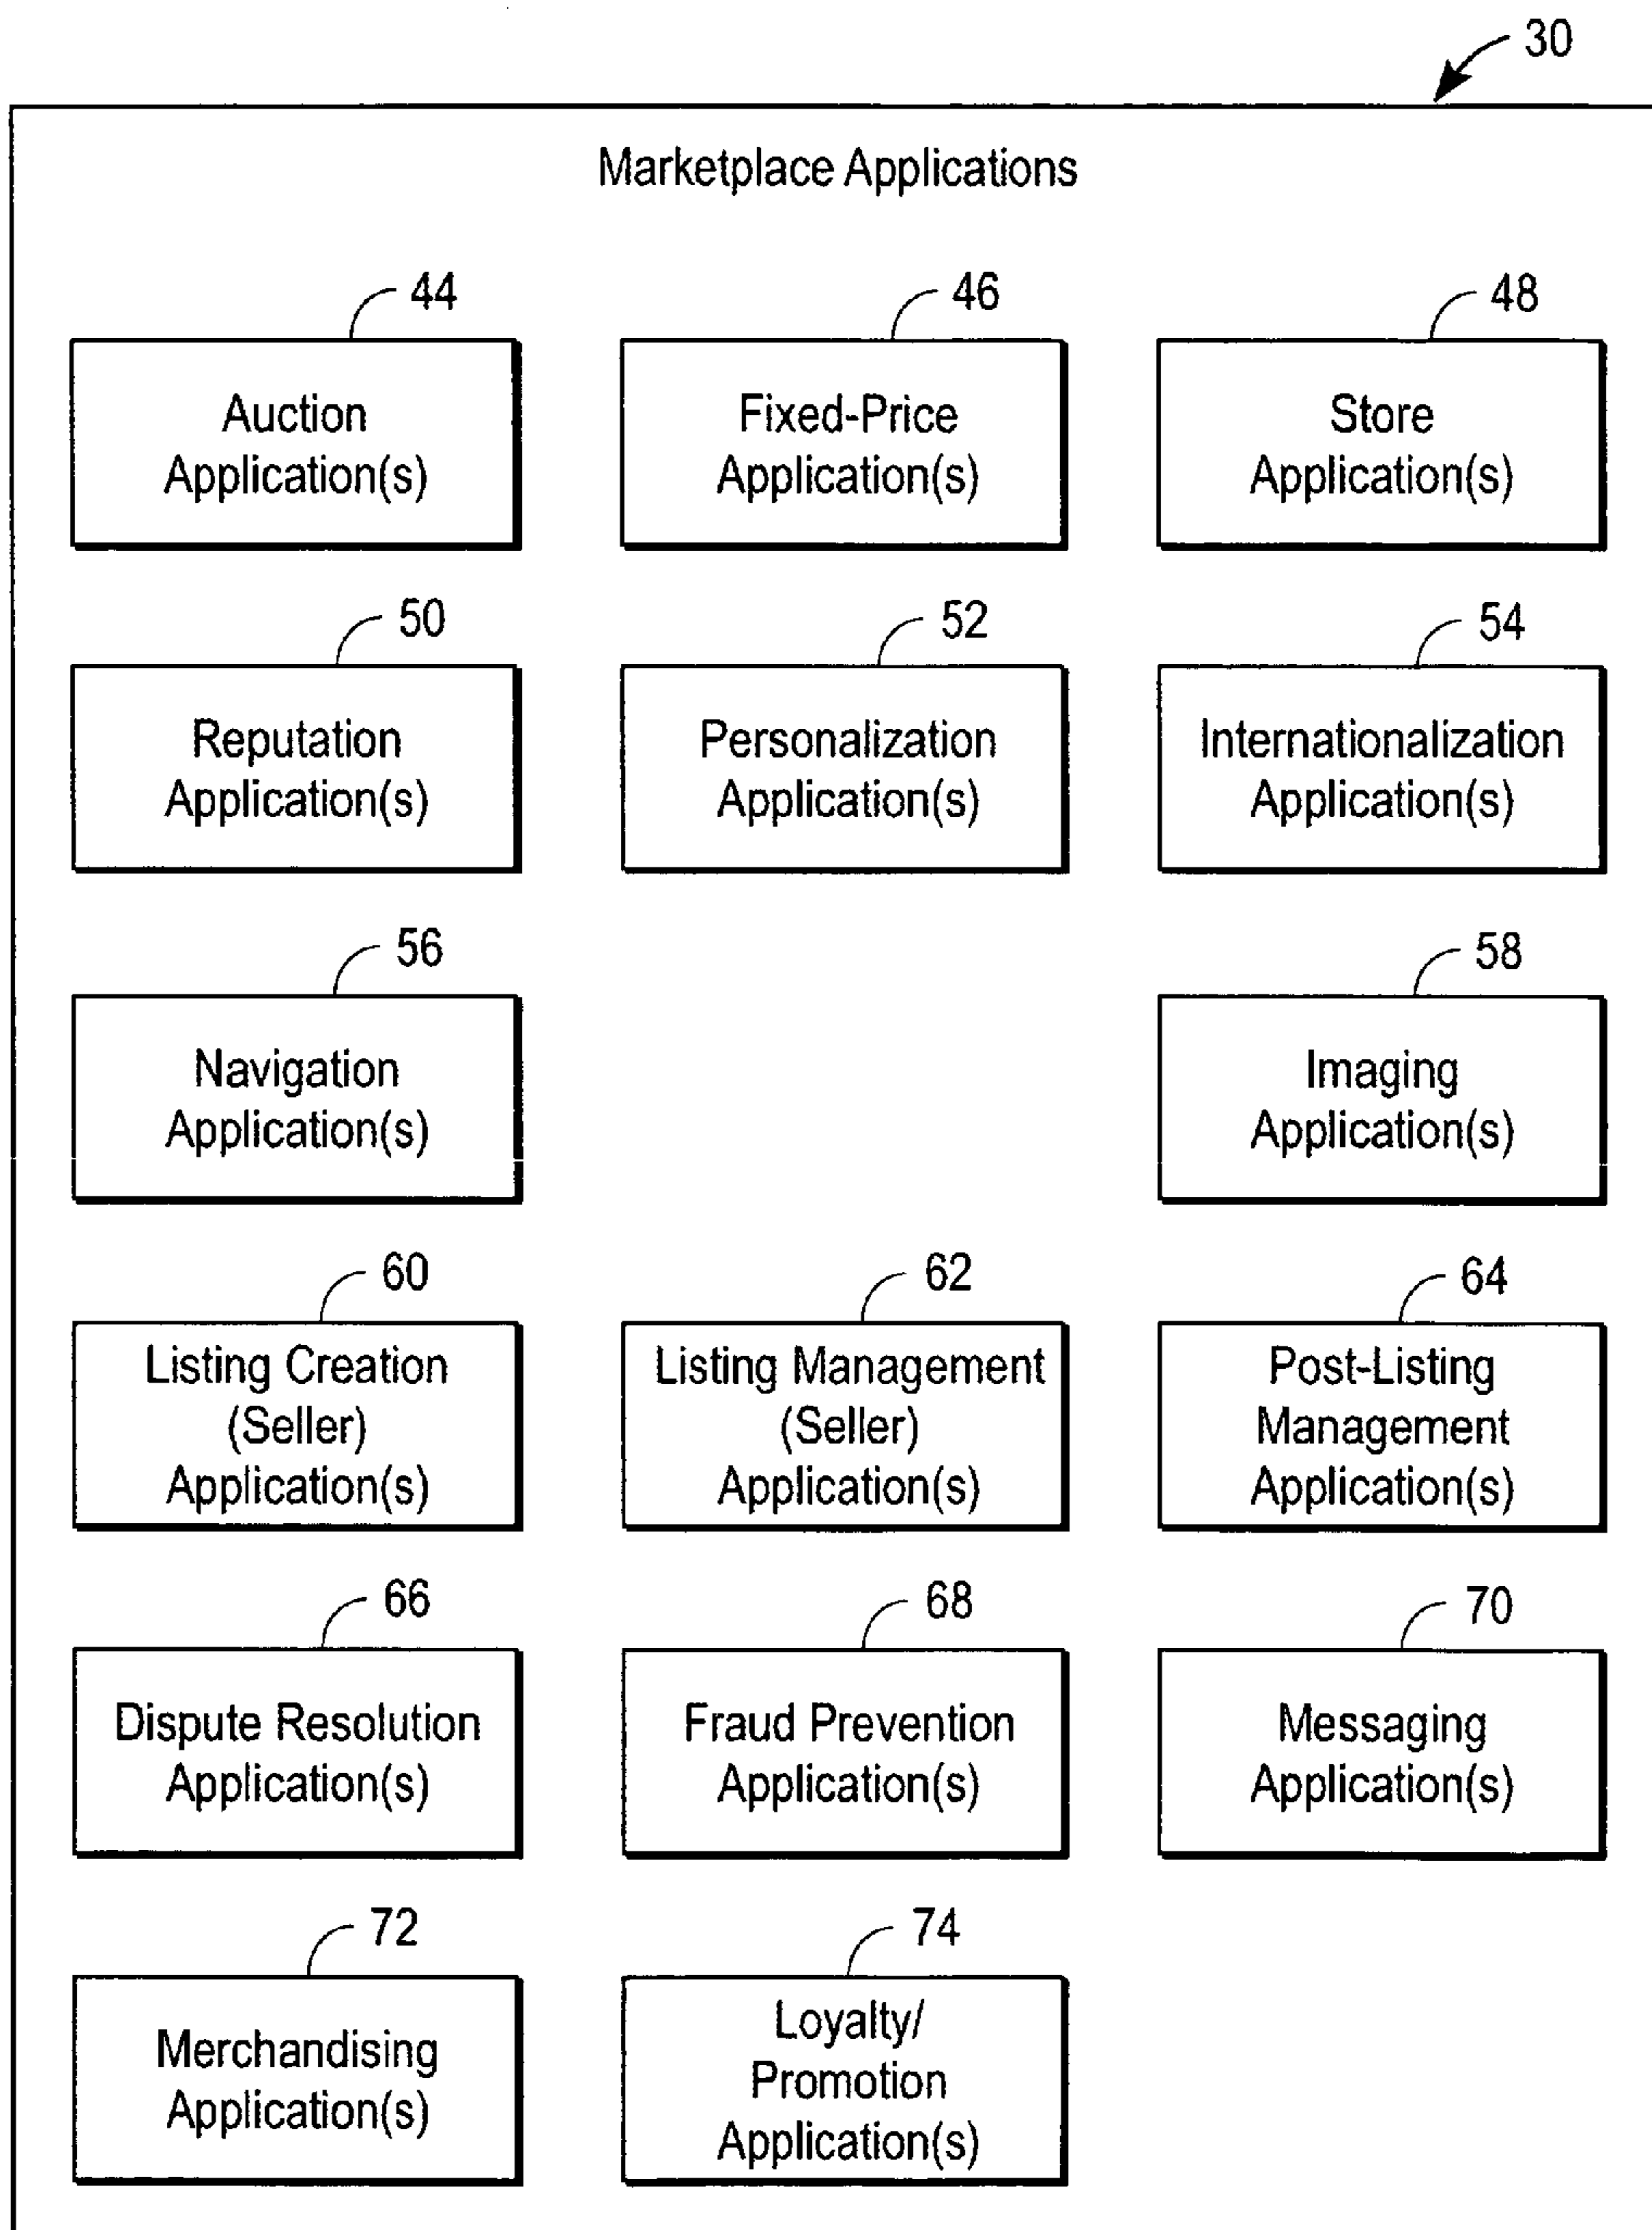 30
Marketplace Applications
44
46
48
Auction
Application(s)
Fixed-Price
Application(s)
Store
Application(s)
50
52
54
Reputation
Application(s)
Personalization
Application(s)
Internationalization
Application(s)
56
58
Navigation
Application(s)
Imaging
Application(s)
60
62
64
Listing Creation
(Seller)
Application(s)
Listing Management
(Seller)
Application(s)
Post-Listing
Management
Application(s)
66
68
70
Dispute Resolution
Application(s)
Fraud Prevention
Application(s)
Messaging
Application(s)
72
74
Merchandising
Application(s)
Loyalty/
Promotion
Application(s)